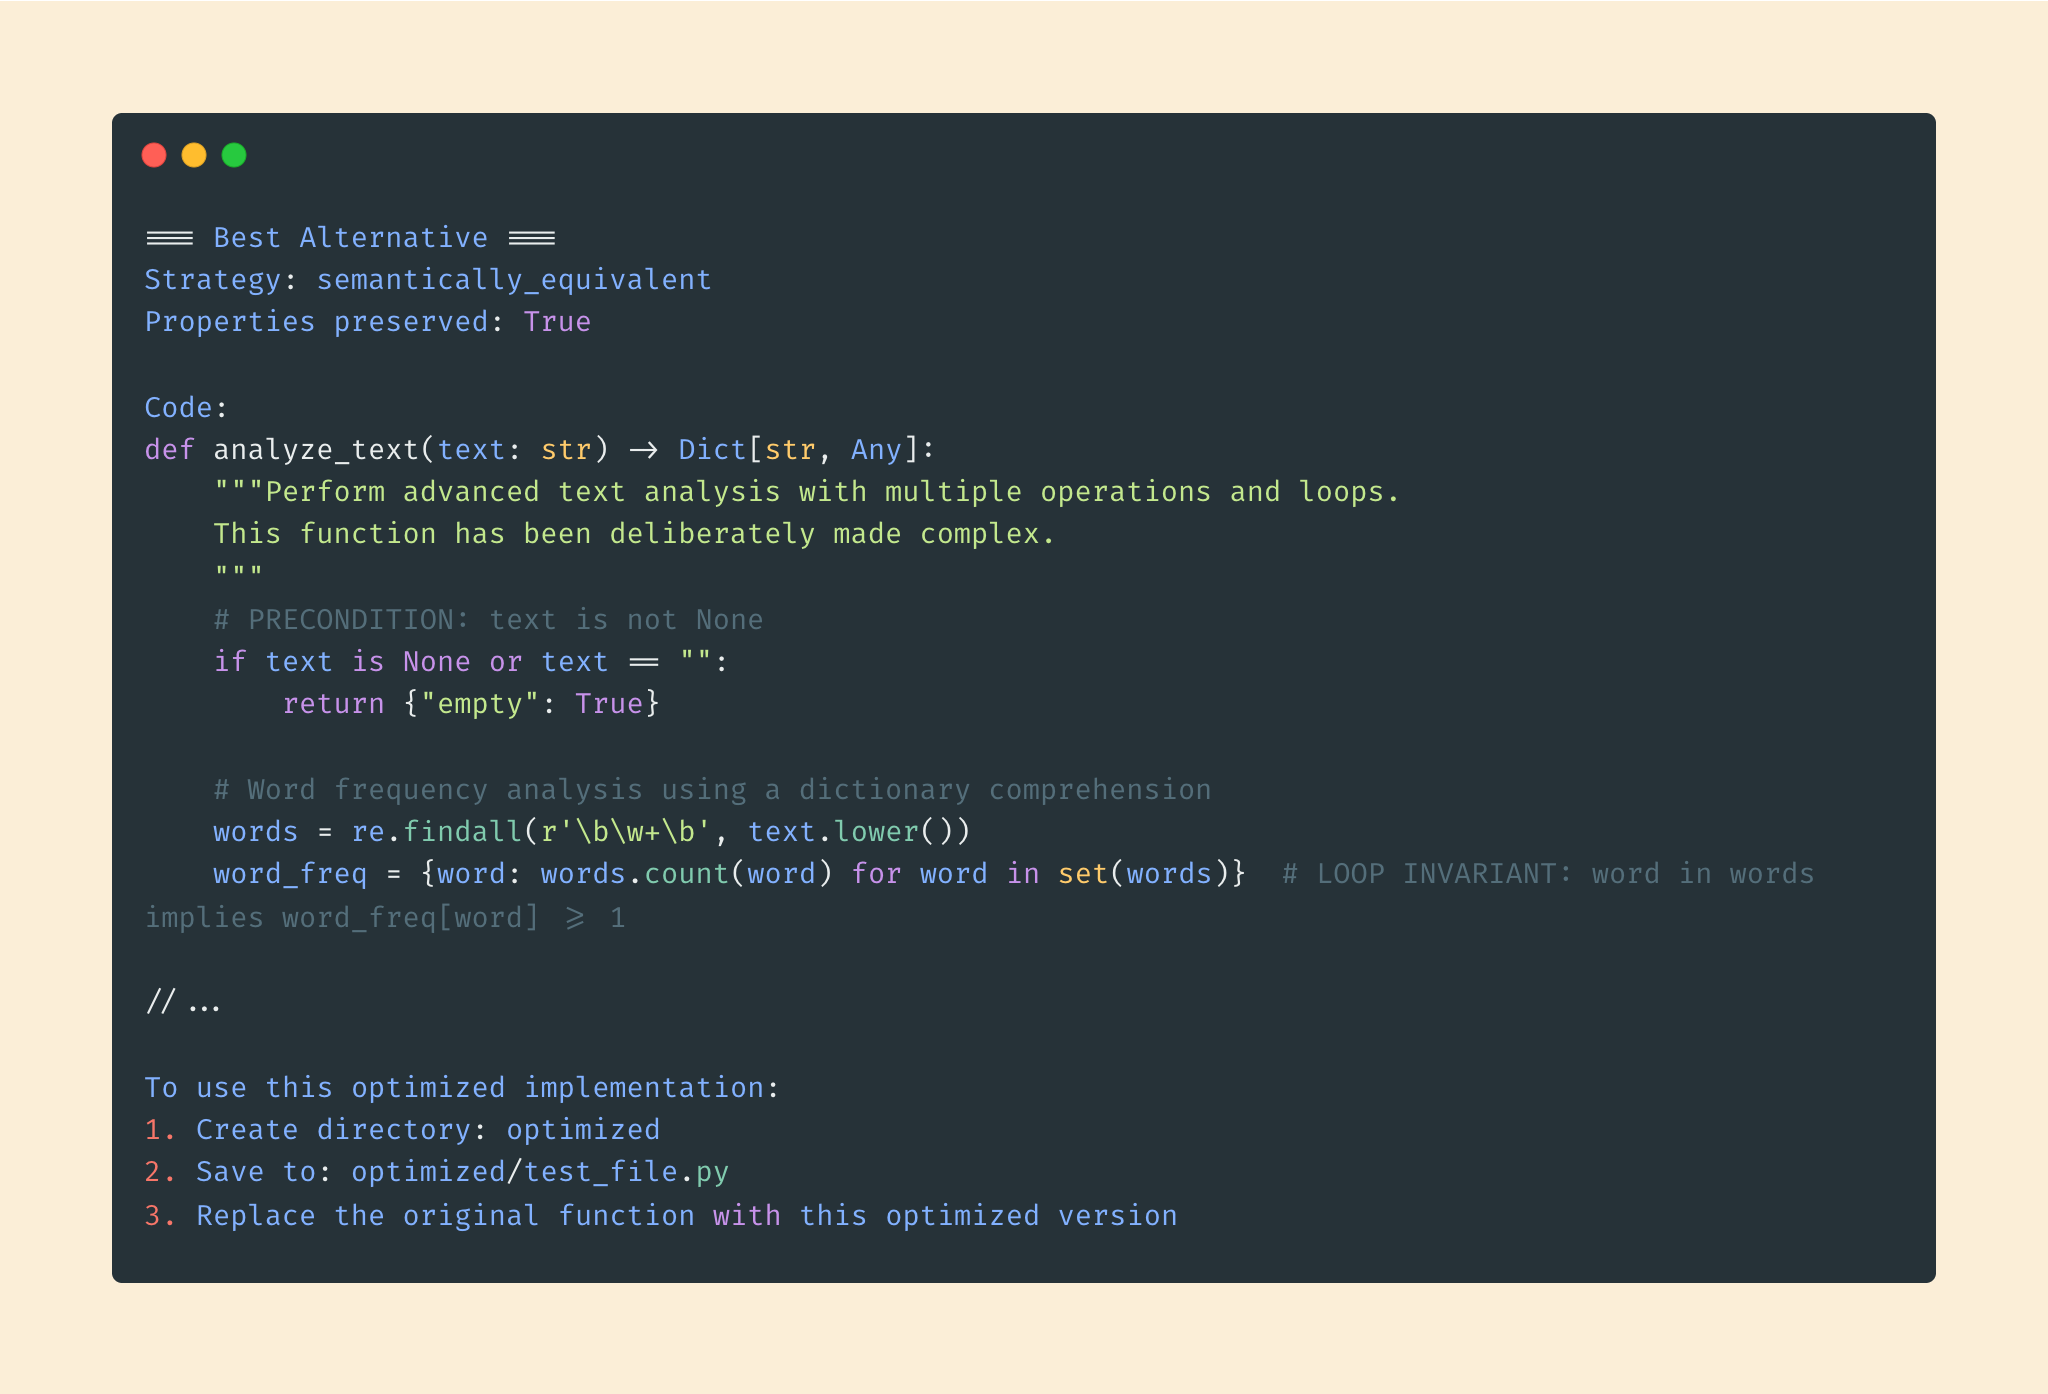 === Best Alternative ===
Strategy: semantically_equivalent
Properties preserved: True
Code:
def analyze_text(text: str) -> Dict[str, Any]:
    """Perform advanced text analysis with multiple operations and loops.
    This function has been deliberately made complex.
    """
    # PRECONDITION: text is not None
    if text is None or text == "":
        return {"empty": True}
    # Word frequency analysis using a dictionary comprehension
    words = re.findall(r'\b\w+\b', text.lower())
    word_freq = {word: words.count(word) for word in set(words)}  # LOOP INVARIANT: word in words
implies word_freq[word] >= 1
//...
To use this optimized implementation:
1. Create directory: optimized
2. Save to: optimized/test_file.py
3. Replace the original function with this optimized version